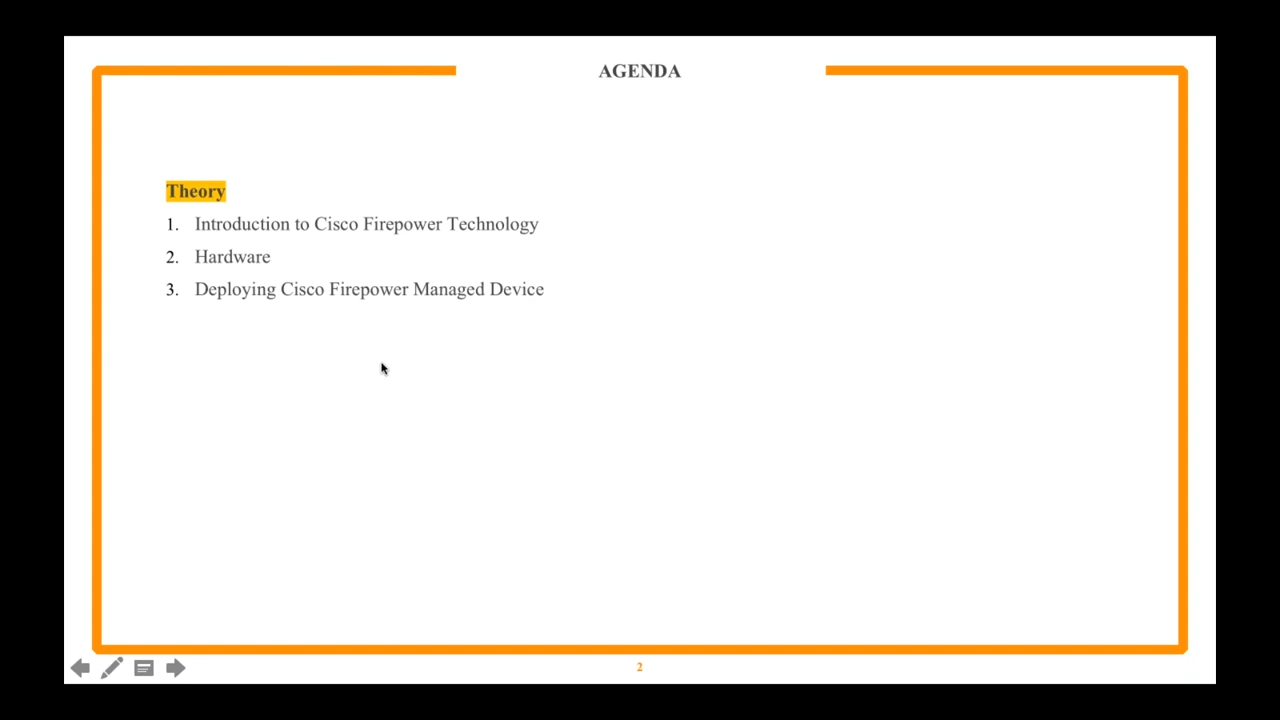 AGENDA
Theory
1. Introduction to Cisco Firepower Technology
2. Hardware
3. Deploying Cisco Firepower Managed Device
2